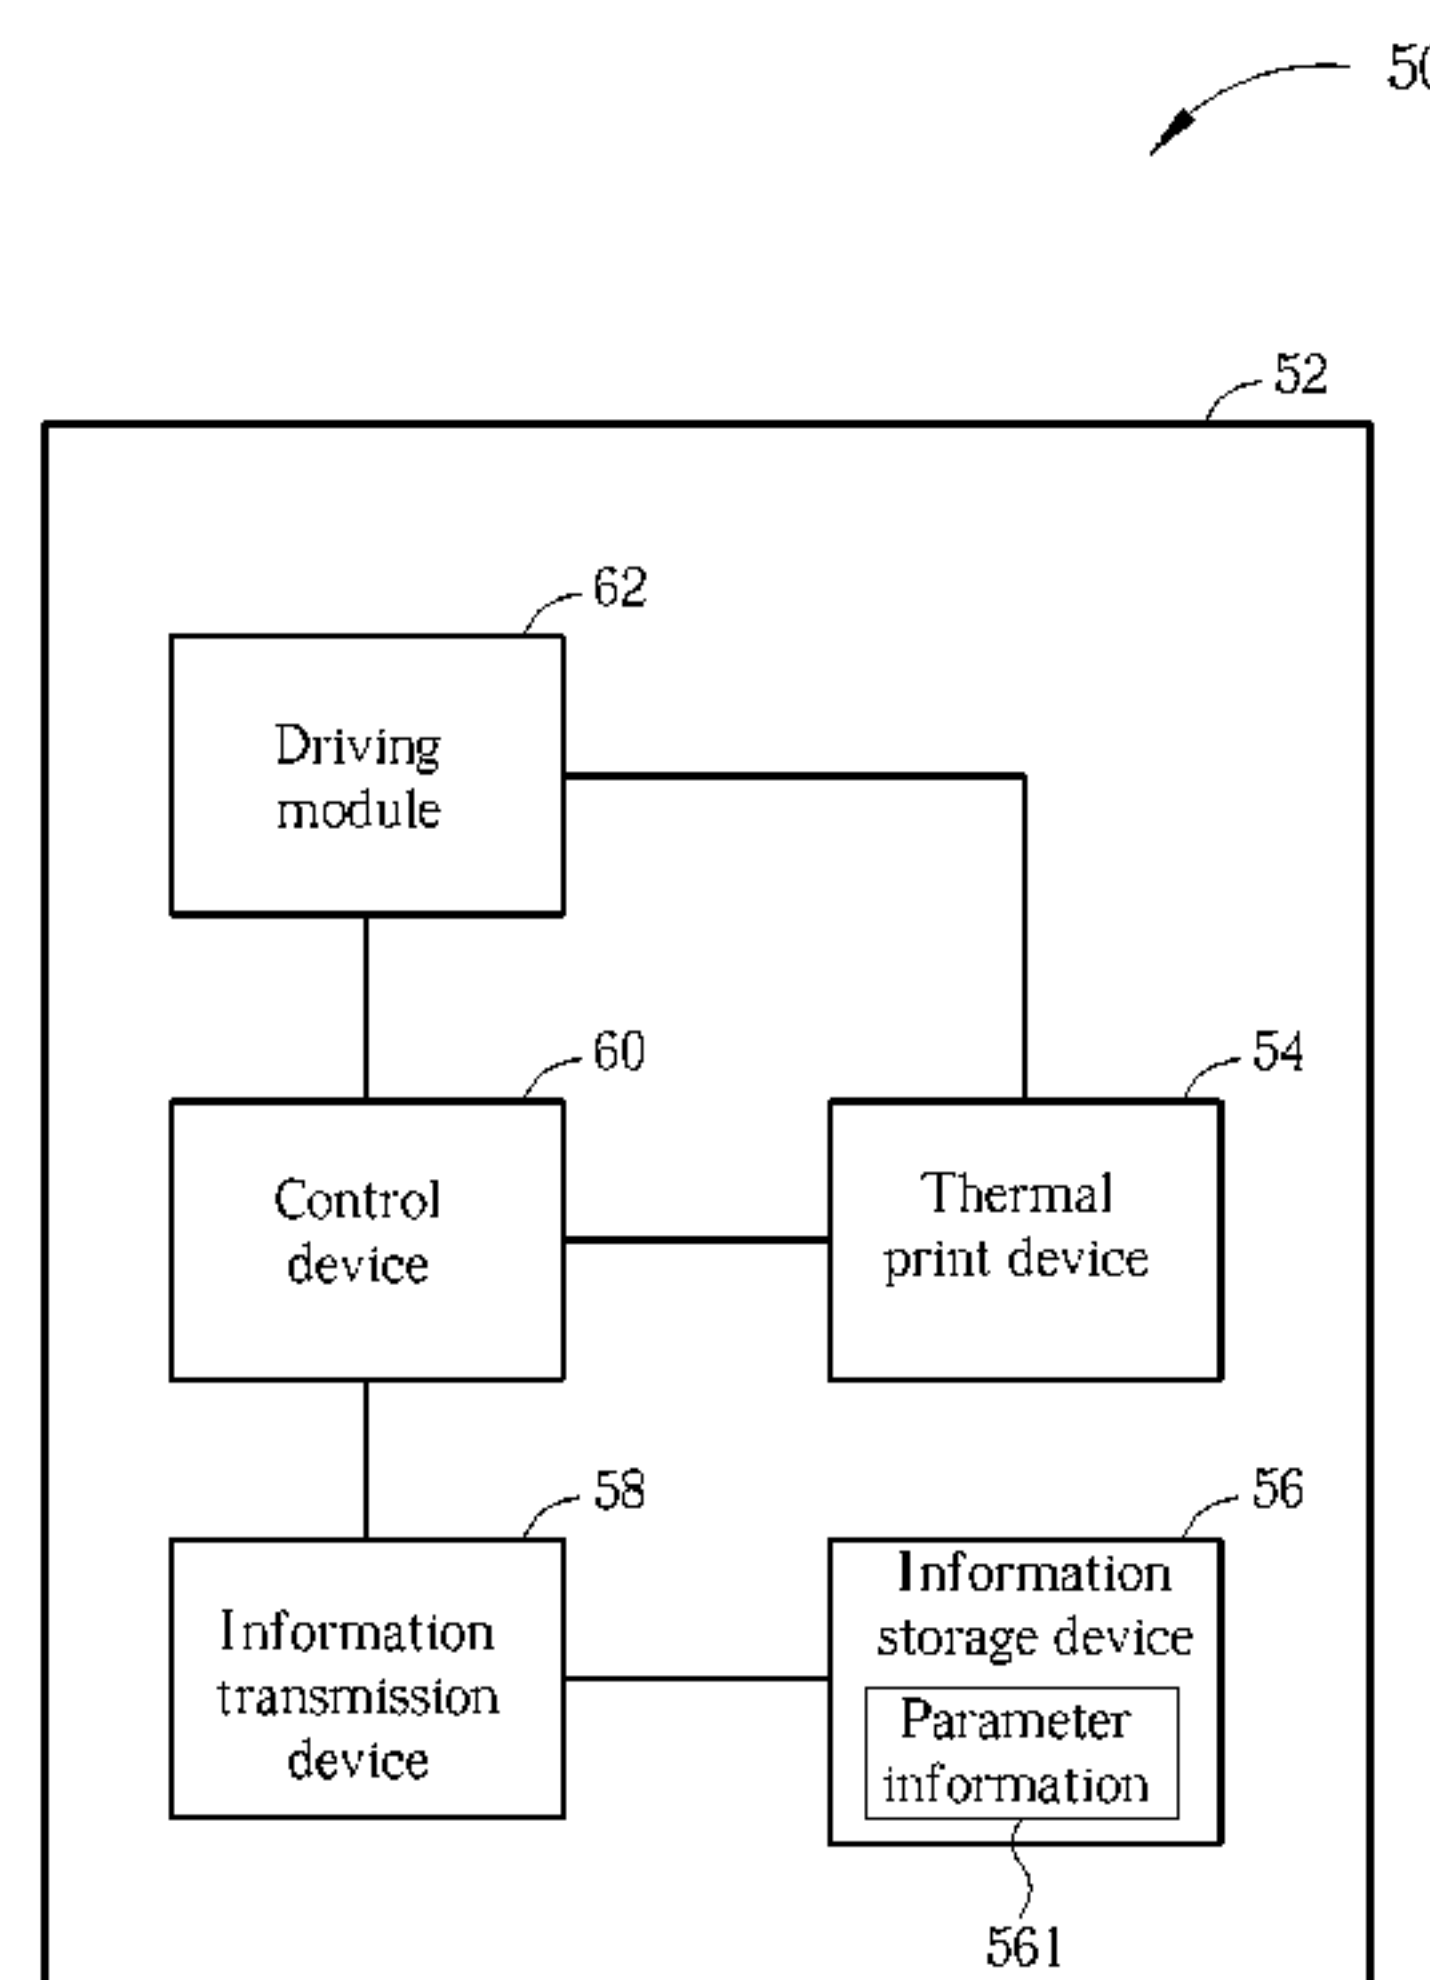 52
62
Driving
module
60
54
Control
device
Thermal
print device
58
56
Information
transmission
device
Information
storage device
Parameter
information
561